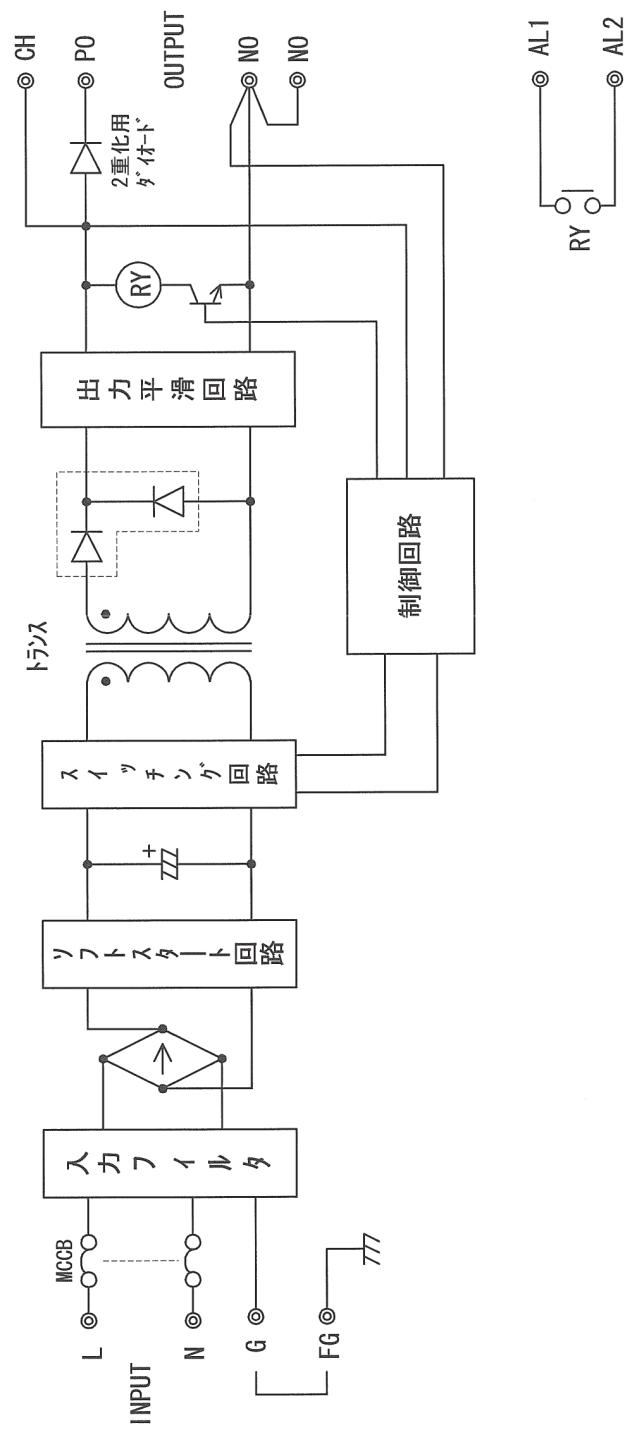 CH
PO
OUTPUT
NO
NO
AL1
AL2
2重化用
ダイオード
RY
RY
出力平滑回路
制御回路
トランス
スイッチング回路
+
ソフトスタート回路
入力フィルタ
MCCB
L
N
G
FG
INPUT